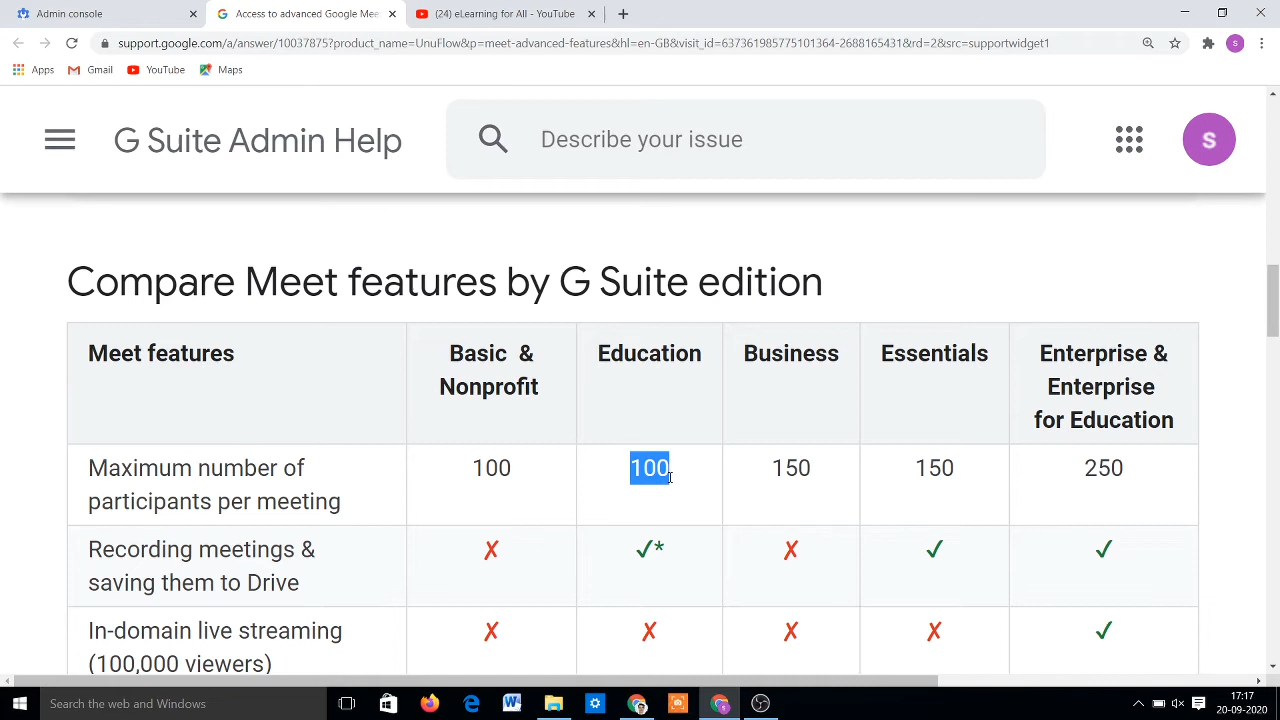 Admin console
Access to advanced Google Mee
(24) eLearning for All - YouTube
support.google.com/a/answer/10037875?product_name=UnuFlow&p=meet-advanced-features&hl=en-GB&visit_id=637361985775101364-2688165431&rd=2&src=supportwidget1
S
Apps
Gmail
YouTube
Maps
G Suite Admin Help
Describe your issue
S
Compare Meet features by G Suite edition
Meet features
Basic &
Nonprofit
Education
Business
Essentials
Enterprise &
Enterprise
for Education
Maximum number of
participants per meeting
100
100
150
150
250
Recording meetings &
saving them to Drive
✗
✓*
✗
✓
✓
In-domain live streaming
(100,000 viewers)
✗
✗
✗
✗
✓
Search the web and Windows
17:17
20-09-2020